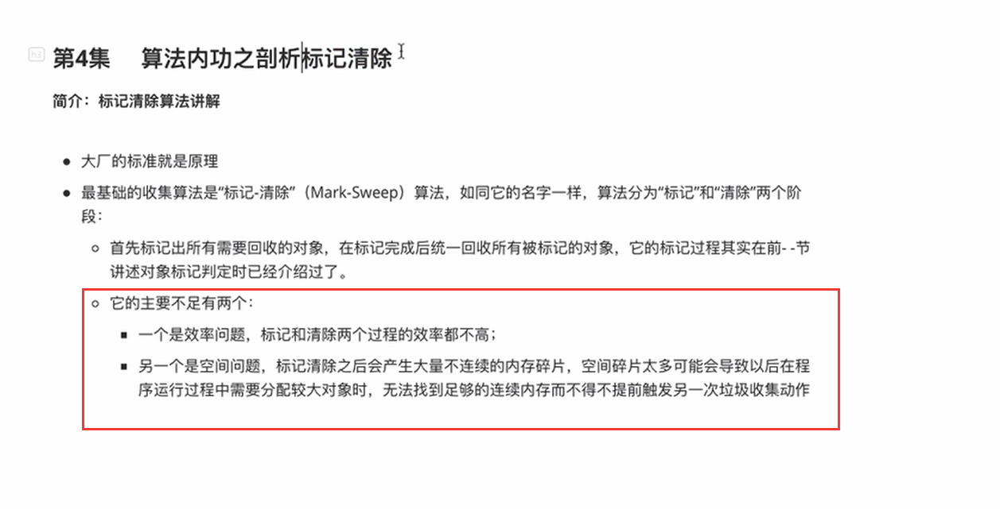 h3
第4集 算法内功之剖析标记清除
简介：标记清除算法讲解
大厂的标准就是原理
最基础的收集算法是“标记-清除”（Mark-Sweep）算法，如同它的名字一样，算法分为“标记”和“清除”两个阶
段：
首先标记出所有需要回收的对象，在标记完成后统一回收所有被标记的对象，它的标记过程其实在前- -节
讲述对象标记判定时已经介绍过了。
它的主要不足有两个：
一个是效率问题，标记和清除两个过程的效率都不高；
另一个是空间问题，标记清除之后会产生大量不连续的内存碎片，空间碎片太多可能会导致以后在程
序运行过程中需要分配较大对象时，无法找到足够的连续内存而不得不提前触发另一次垃圾收集动作